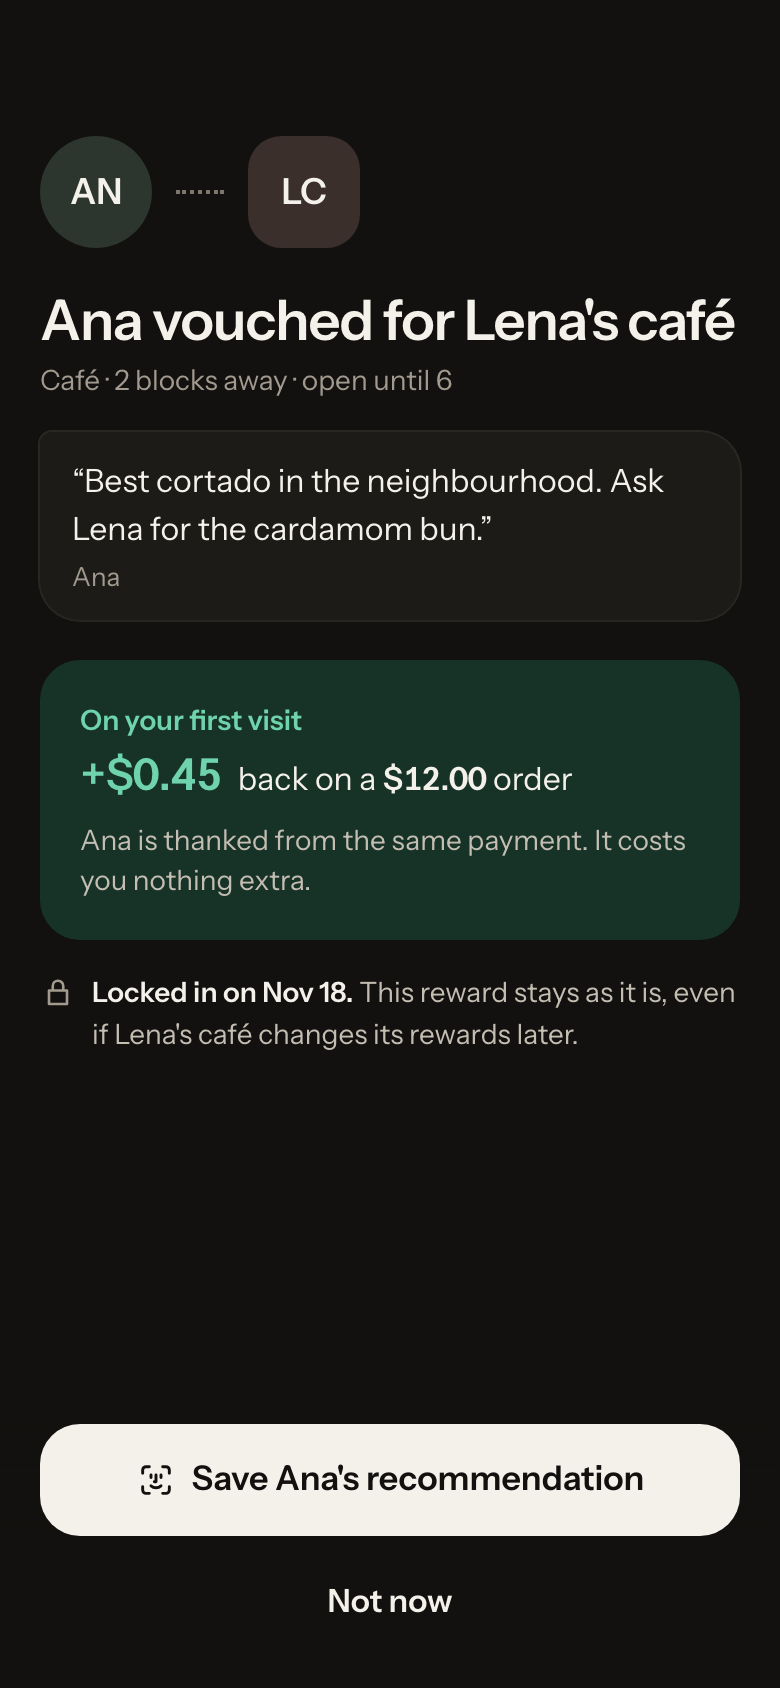 AN
LC
Ana vouched for Lena's café
Café · 2 blocks away · open until 6
“Best cortado in the neighbourhood. Ask
Lena for the cardamom bun.”
Ana
On your first visit
+$0.45 back on a $12.00 order
Ana is thanked from the same payment. It costs
you nothing extra.
Locked in on Nov 18. This reward stays as it is, even
if Lena's café changes its rewards later.
Save Ana's recommendation
Not now